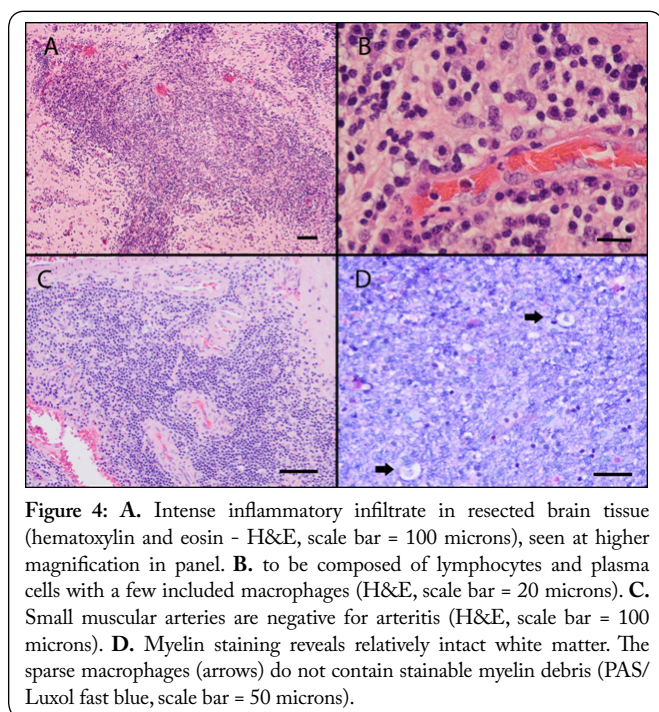 A
B
C
D
Figure 4: A. Intense inflammatory infiltrate in resected brain tissue
(hematoxylin and eosin - H&E, scale bar = 100 microns), seen at higher
magnification in panel. B. to be composed of lymphocytes and plasma
cells with a few included macrophages (H&E, scale bar = 20 microns). C.
Small muscular arteries are negative for arteritis (H&E, scale bar = 100
microns). D. Myelin staining reveals relatively intact white matter. The
sparse macrophages (arrows) do not contain stainable myelin debris (PAS/
Luxol fast blue, scale bar = 50 microns).